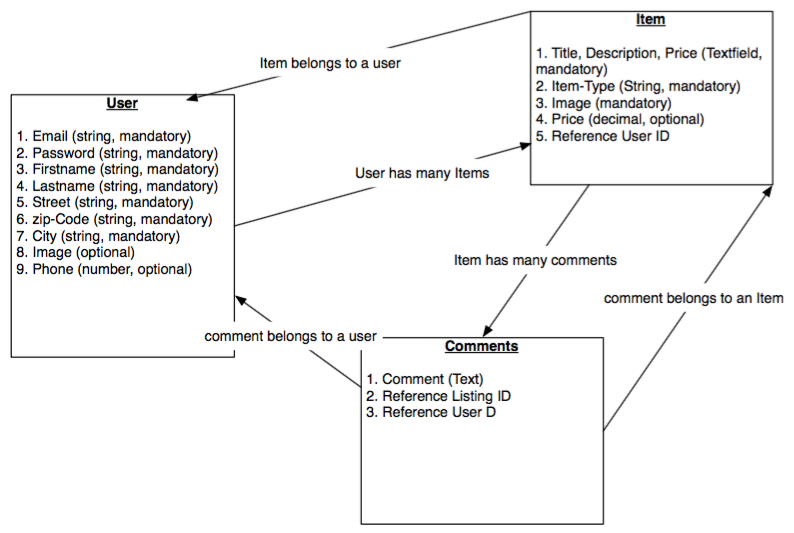 Item
1. Title, Description, Price (Textfield,
mandatory)
2. Item-Type (String, mandatory)
3. Image (mandatory)
4. Price (decimal, optional)
5. Reference User ID
Item belongs to a user
User
1. Email (string, mandatory)
2. Password (string, mandatory)
3. Firstname (string, mandatory)
4. Lastname (string, mandatory)
5. Street (string, mandatory)
6. zip-Code (string, mandatory)
7. City (string, mandatory)
8. Image (optional)
9. Phone (number, optional)
User has many Items
Item has many comments
comment belongs to an Item
comment belongs to a user
Comments
1. Comment (Text)
2. Reference Listing ID
3. Reference User D